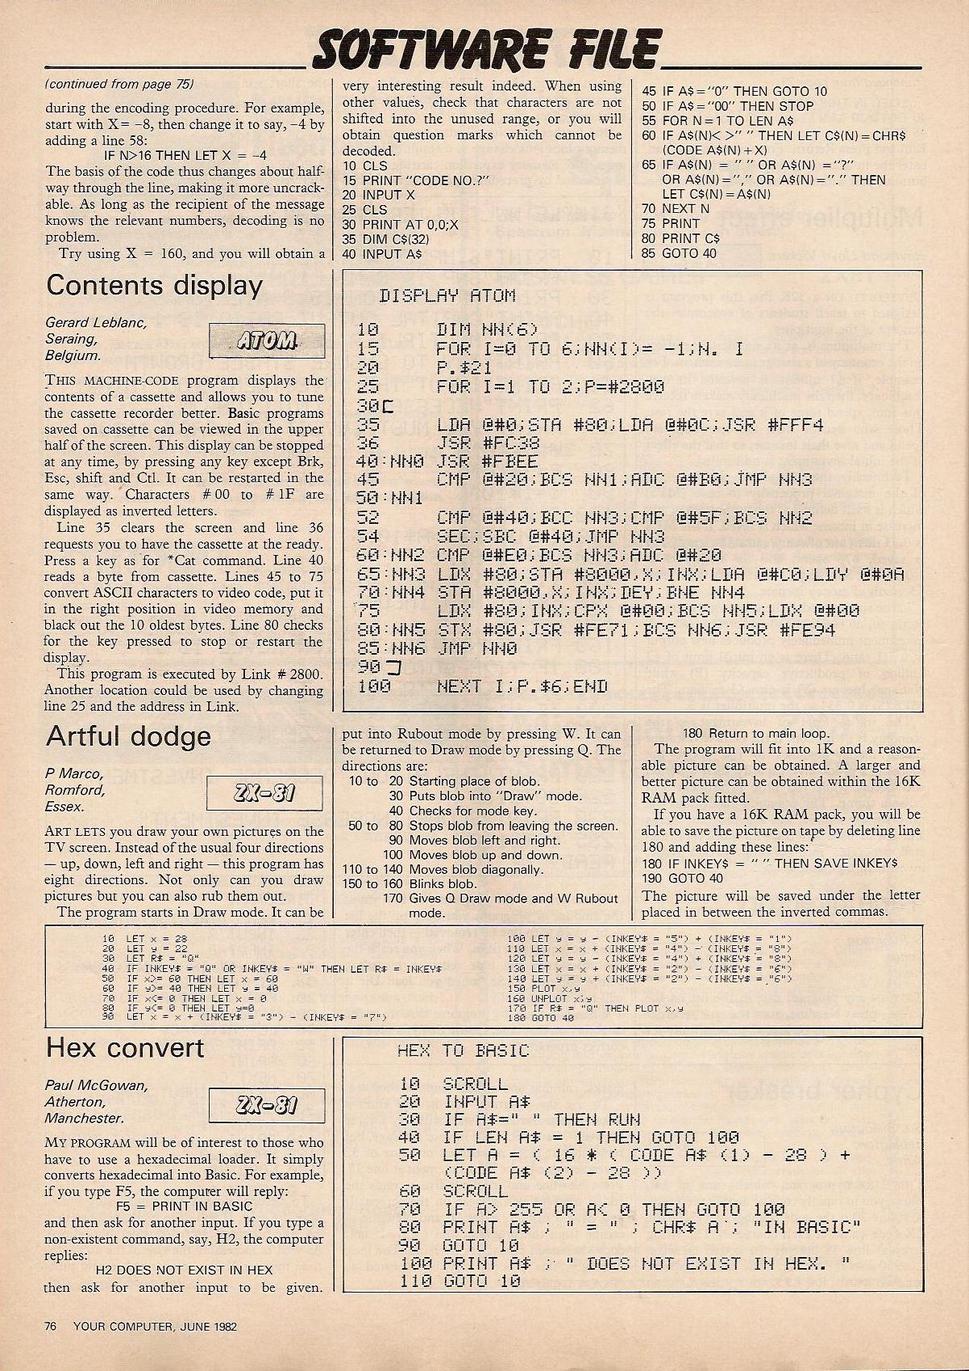 SOFTWARE FILE
(continued from page 75)
during the encoding procedure. For example,
start with X= –8, then change it to say, –4 by
adding a line 58:
IF N>16 THEN LET X = –4
The basis of the code thus changes about half-
way through the line, making it more uncrack-
able. As long as the recipient of the message
knows the relevant numbers, decoding is no
problem.
Try using X = 160, and you will obtain a
very interesting result indeed. When using
other values, check that characters are not
shifted into the unused range, or you will
obtain question marks which cannot be
decoded.
10 CLS
15 PRINT "CODE NO.?"
20 INPUT X
25 CLS
30 PRINT AT 0,0;X
35 DIM C$(32)
40 INPUT A$
45 IF A$="0" THEN GOTO 10
50 IF A$="00" THEN STOP
55 FOR N=1 TO LEN A$
60 IF A$(N)< >" " THEN LET C$(N)=CHR$
(CODE A$(N)+X)
65 IF A$(N) = " " OR A$(N) ="?"
OR A$(N)="," OR A$(N)="." THEN
LET C$(N)=A$(N)
70 NEXT N
75 PRINT
80 PRINT C$
85 GOTO 40
Contents display
Gerard Leblanc,
Seraing,
Belgium.
ATOM
THIS MACHINE-CODE program displays the
contents of a cassette and allows you to tune
the cassette recorder better. Basic programs
saved on cassette can be viewed in the upper
half of the screen. This display can be stopped
at any time, by pressing any key except Brk,
Esc, shift and Ctl. It can be restarted in the
same way. Characters #00 to #1F are
displayed as inverted letters.
Line 35 clears the screen and line 36
requests you to have the cassette at the ready.
Press a key as for *Cat command. Line 40
reads a byte from cassette. Lines 45 to 75
convert ASCII characters to video code, put it
in the right position in video memory and
black out the 10 oldest bytes. Line 80 checks
for the key pressed to stop or restart the
display.
This program is executed by Link #2800.
Another location could be used by changing
line 25 and the address in Link.
DISPLAY ATOM
10 DIM NN(6)
15 FOR I=0 TO 6;NN(I)= -1;N. I
20 P.$21
25 FOR I=1 TO 2;P=#2800
30[
35 LDA @#0;STA #80;LDA @#0C;JSR #FFF4
36 JSR #FC38
40:NN0 JSR #FBEE
45 CMP @#20;BCS NN1;ADC @#B0;JMP NN3
50:NN1
52 CMP @#40;BCC NN3;CMP @#5F;BCS NN2
54 SEC;SBC @#40;JMP NN3
60:NN2 CMP @#E0;BCS NN3;ADC @#20
65:NN3 LDX #80;STA #8000,X;INX;LDA @#C0;LDY @#0A
70:NN4 STA #8000,X;INX;DEY;BNE NN4
75 LDX #80;INX;CPX @#00;BCS NN5;LDX @#00
80:NN5 STX #80;JSR #FE71;BCS NN6;JSR #FE94
85:NN6 JMP NN0
90]
100 NEXT I;P.$6;END
Artful dodge
P Marco,
Romford,
Essex.
ZX-81
ART LETS you draw your own pictures on the
TV screen. Instead of the usual four directions
— up, down, left and right — this program has
eight directions. Not only can you draw
pictures but you can also rub them out.
The program starts in Draw mode. It can be
put into Rubout mode by pressing W. It can
be returned to Draw mode by pressing Q. The
directions are:
10 to 20 Starting place of blob.
30 Puts blob into "Draw" mode.
40 Checks for mode key.
50 to 80 Stops blob from leaving the screen.
90 Moves blob left and right.
100 Moves blob up and down.
110 to 140 Moves blob diagonally.
150 to 160 Blinks blob.
170 Gives Q Draw mode and W Rubout
mode.
180 Return to main loop.
The program will fit into 1K and a reason-
able picture can be obtained. A larger and
better picture can be obtained within the 16K
RAM pack fitted.
If you have a 16K RAM pack, you will be
able to save the picture on tape by deleting line
180 and adding these lines:
180 IF INKEY$ = " " THEN SAVE INKEY$
190 GOTO 40
The picture will be saved under the letter
placed in between the inverted commas.
10 LET x = 28
20 LET y = 22
30 LET R$ = "Q"
40 IF INKEY$ = "Q" OR INKEY$ = "W" THEN LET R$ = INKEY$
50 IF x>= 60 THEN LET x = 60
60 IF y>= 40 THEN LET y = 40
70 IF x<= 0 THEN LET x = 0
80 IF y<= 0 THEN LET y=0
90 LET x = x + (INKEY$ = "3") - (INKEY$ = "7")
100 LET y = y - (INKEY$ = "5") + (INKEY$ = "1")
110 LET x = x + (INKEY$ = "4") - (INKEY$ = "8")
120 LET y = y - (INKEY$ = "4") + (INKEY$ = "8")
130 LET x = x + (INKEY$ = "2") - (INKEY$ = "6")
140 LET y = y + (INKEY$ = "2") - (INKEY$ = "6")
150 PLOT x,y
160 UNPLOT x,y
170 IF R$ = "Q" THEN PLOT x,y
180 GOTO 40
Hex convert
Paul McGowan,
Atherton,
Manchester.
ZX-81
MY PROGRAM will be of interest to those who
have to use a hexadecimal loader. It simply
converts hexadecimal into Basic. For example,
if you type F5, the computer will reply:
F5 = PRINT IN BASIC
and then ask for another input. If you type a
non-existent command, say, H2, the computer
replies:
H2 DOES NOT EXIST IN HEX
then ask for another input to be given.
HEX TO BASIC
10 SCROLL
20 INPUT A$
30 IF A$=" " THEN RUN
40 IF LEN A$ = 1 THEN GOTO 100
50 LET A = ( 16 * ( CODE A$ (1) - 28 ) +
(CODE A$ (2) - 28 ))
60 SCROLL
70 IF A> 255 OR A< 0 THEN GOTO 100
80 PRINT A$ ; " = " ; CHR$ A ; "IN BASIC"
90 GOTO 10
100 PRINT A$ ; " DOES NOT EXIST IN HEX. "
110 GOTO 10
76 YOUR COMPUTER, JUNE 1982